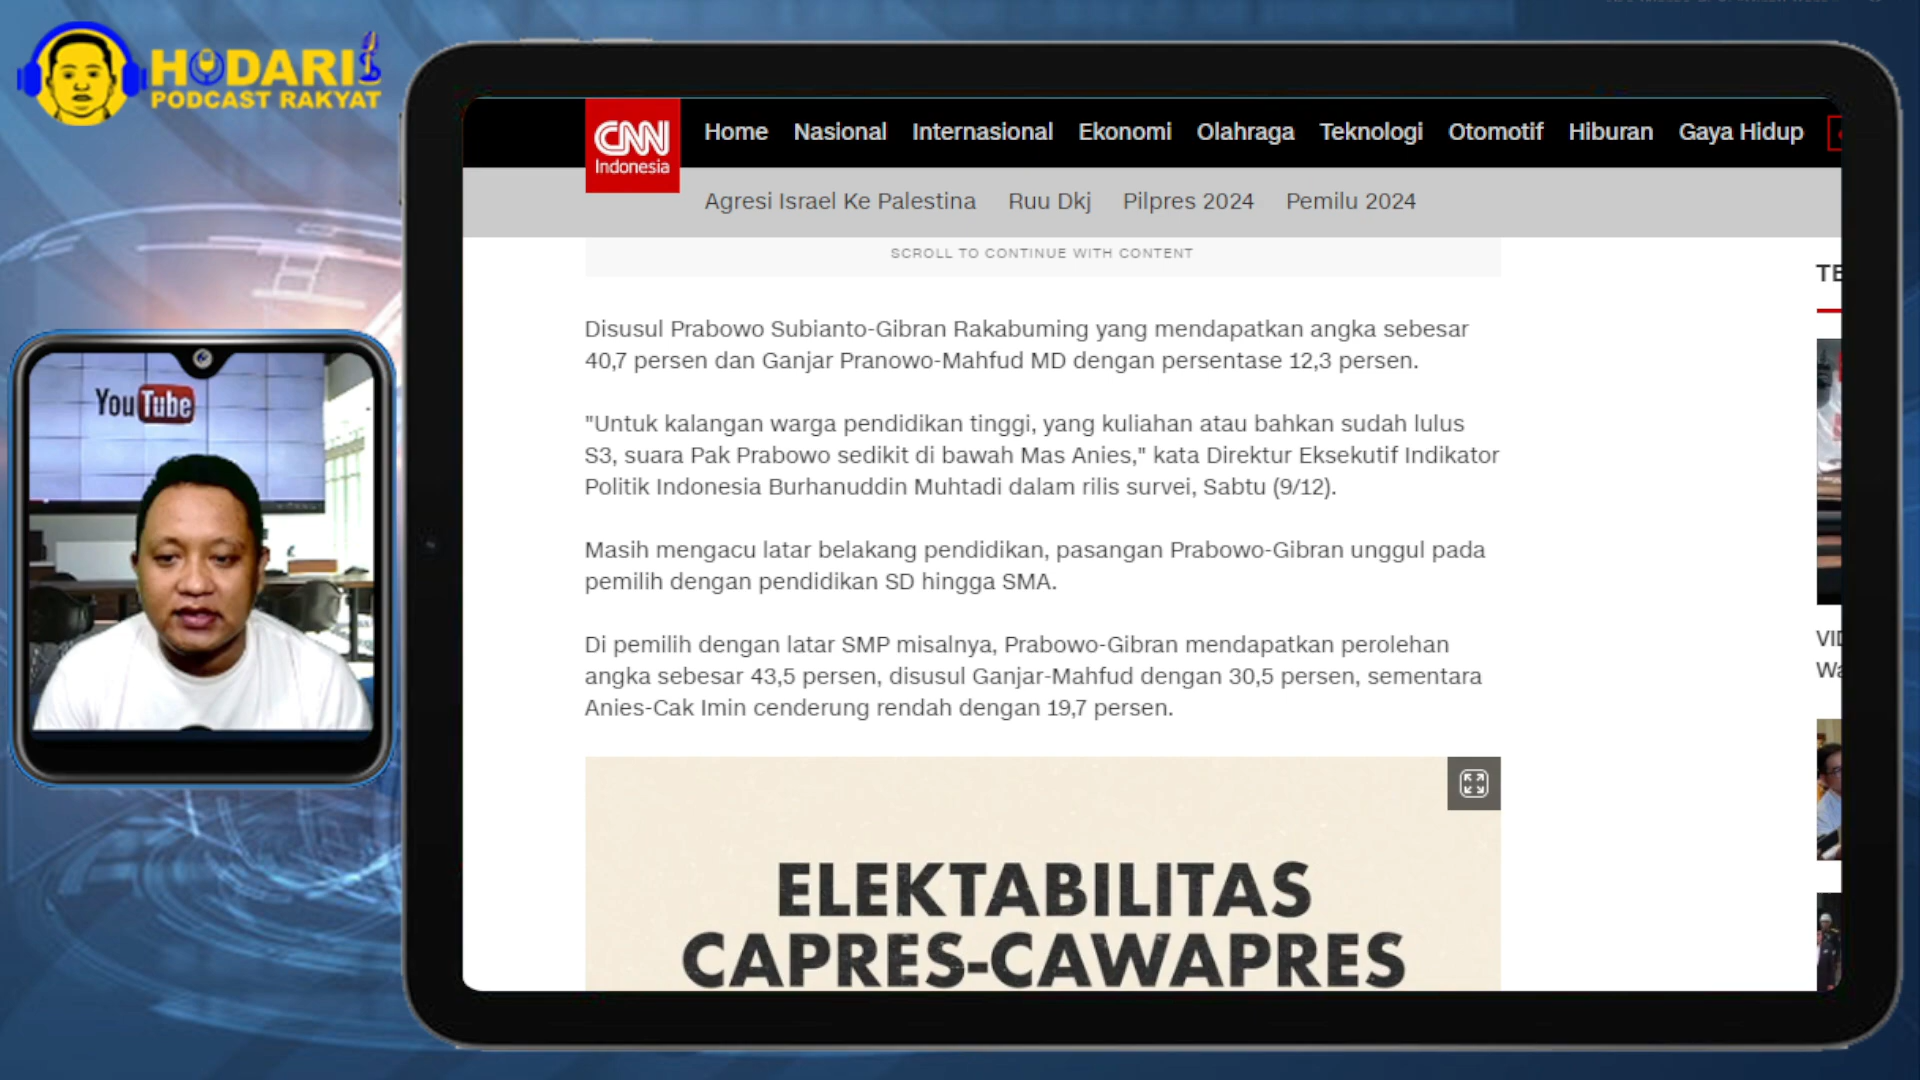 HODARI
PODCAST RAKYAT
YouTube
CNN
Indonesia
Home Nasional Internasional Ekonomi Olahraga Teknologi Otomotif Hiburan Gaya Hidup
Agresi Israel Ke Palestina Ruu Dkj Pilpres 2024 Pemilu 2024
SCROLL TO CONTINUE WITH CONTENT
TE
Disusul Prabowo Subianto-Gibran Rakabuming yang mendapatkan angka sebesar
40,7 persen dan Ganjar Pranowo-Mahfud MD dengan persentase 12,3 persen.
"Untuk kalangan warga pendidikan tinggi, yang kuliahan atau bahkan sudah lulus
S3, suara Pak Prabowo sedikit di bawah Mas Anies," kata Direktur Eksekutif Indikator
Politik Indonesia Burhanuddin Muhtadi dalam rilis survei, Sabtu (9/12).
Masih mengacu latar belakang pendidikan, pasangan Prabowo-Gibran unggul pada
pemilih dengan pendidikan SD hingga SMA.
Di pemilih dengan latar SMP misalnya, Prabowo-Gibran mendapatkan perolehan
angka sebesar 43,5 persen, disusul Ganjar-Mahfud dengan 30,5 persen, sementara
Anies-Cak Imin cenderung rendah dengan 19,7 persen.
VID
Wa
ELEKTABILITAS
CAPRES-CAWAPRES